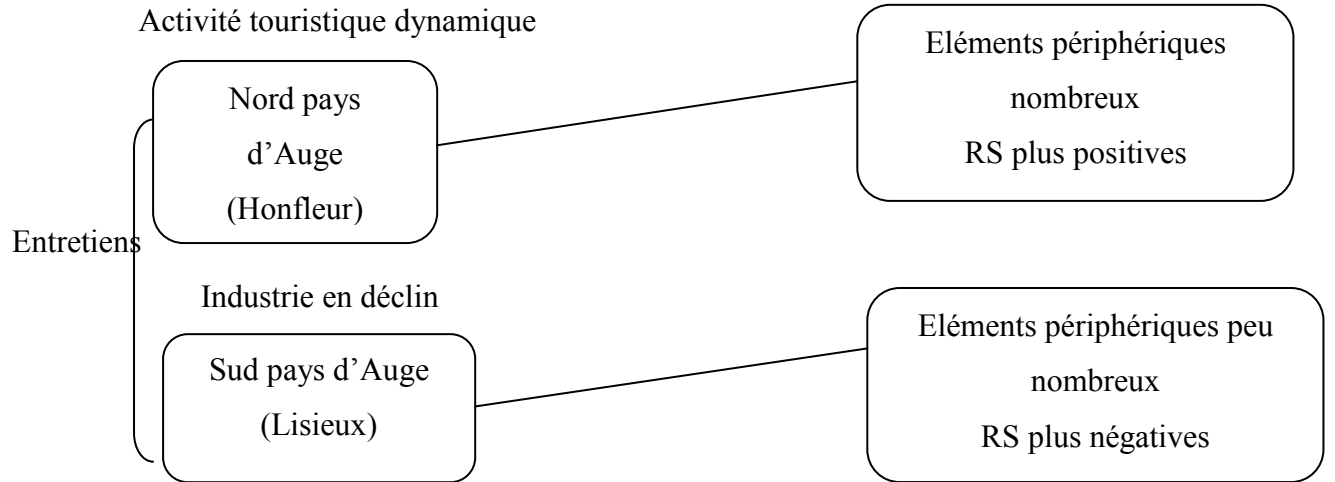 Activité touristique dynamique
Nord pays
d’Auge
(Honfleur)
Eléments périphériques
nombreux
RS plus positives
Entretiens
Industrie en déclin
Sud pays d’Auge
(Lisieux)
Eléments périphériques peu
nombreux
RS plus négatives